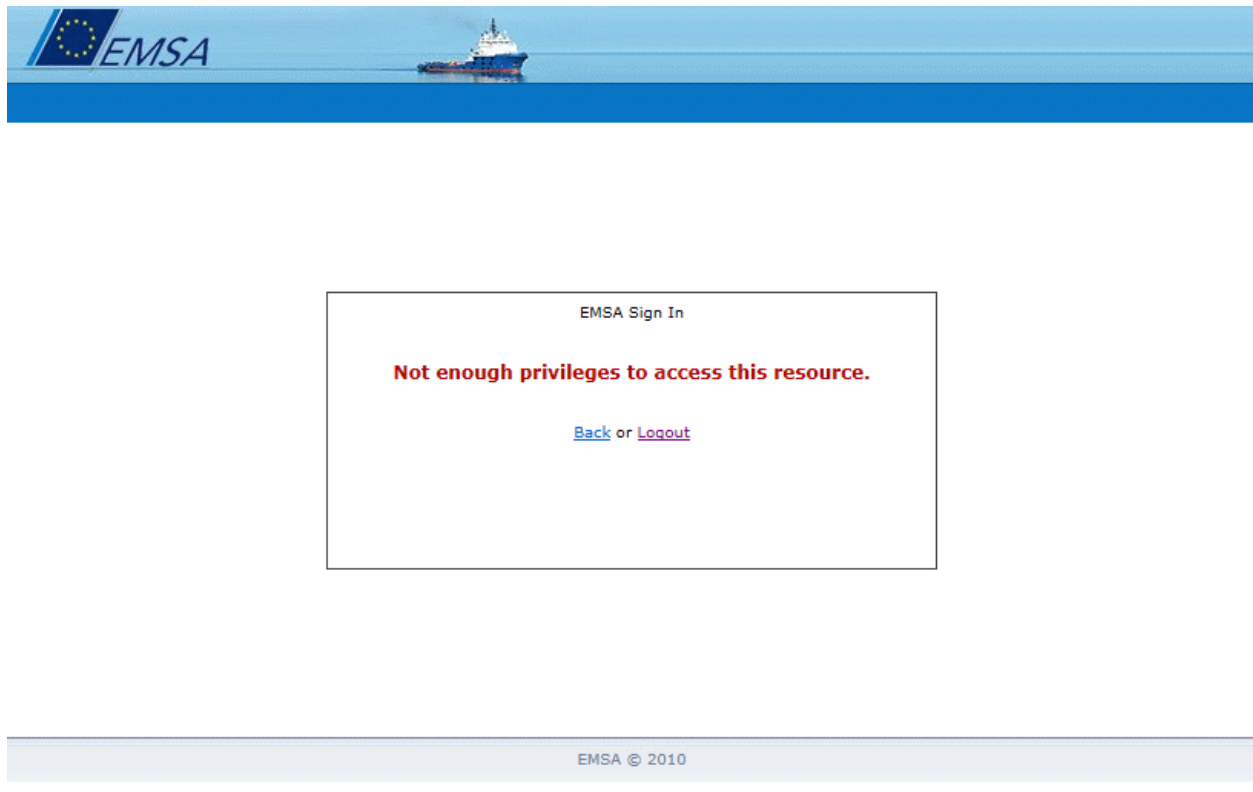 EMSA
EMSA Sign In
Not enough privileges to access this resource.
Back or Logout
EMSA © 2010